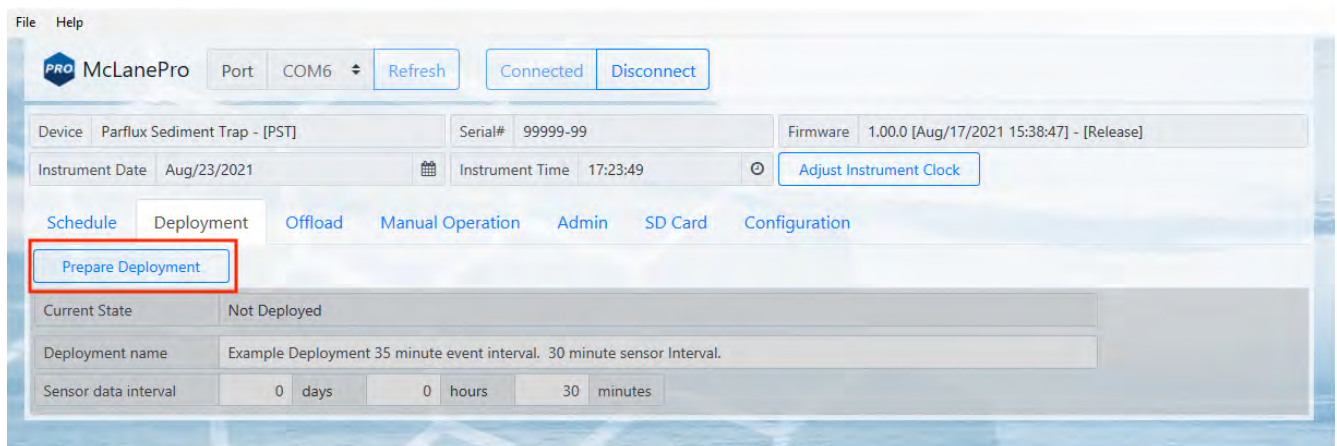 File Help
PRO McLanePro Port COM6 Refresh Connected Disconnect
Device Parflux Sediment Trap - [PST] Serial# 99999-99 Firmware 1.00.0 [Aug/17/2021 15:38:47] - [Release]
Instrument Date Aug/23/2021 Instrument Time 17:23:49 Adjust Instrument Clock
Schedule Deployment Offload Manual Operation Admin SD Card Configuration
Prepare Deployment
Current State Not Deployed
Deployment name Example Deployment 35 minute event interval. 30 minute sensor Interval.
Sensor data interval 0 days 0 hours 30 minutes